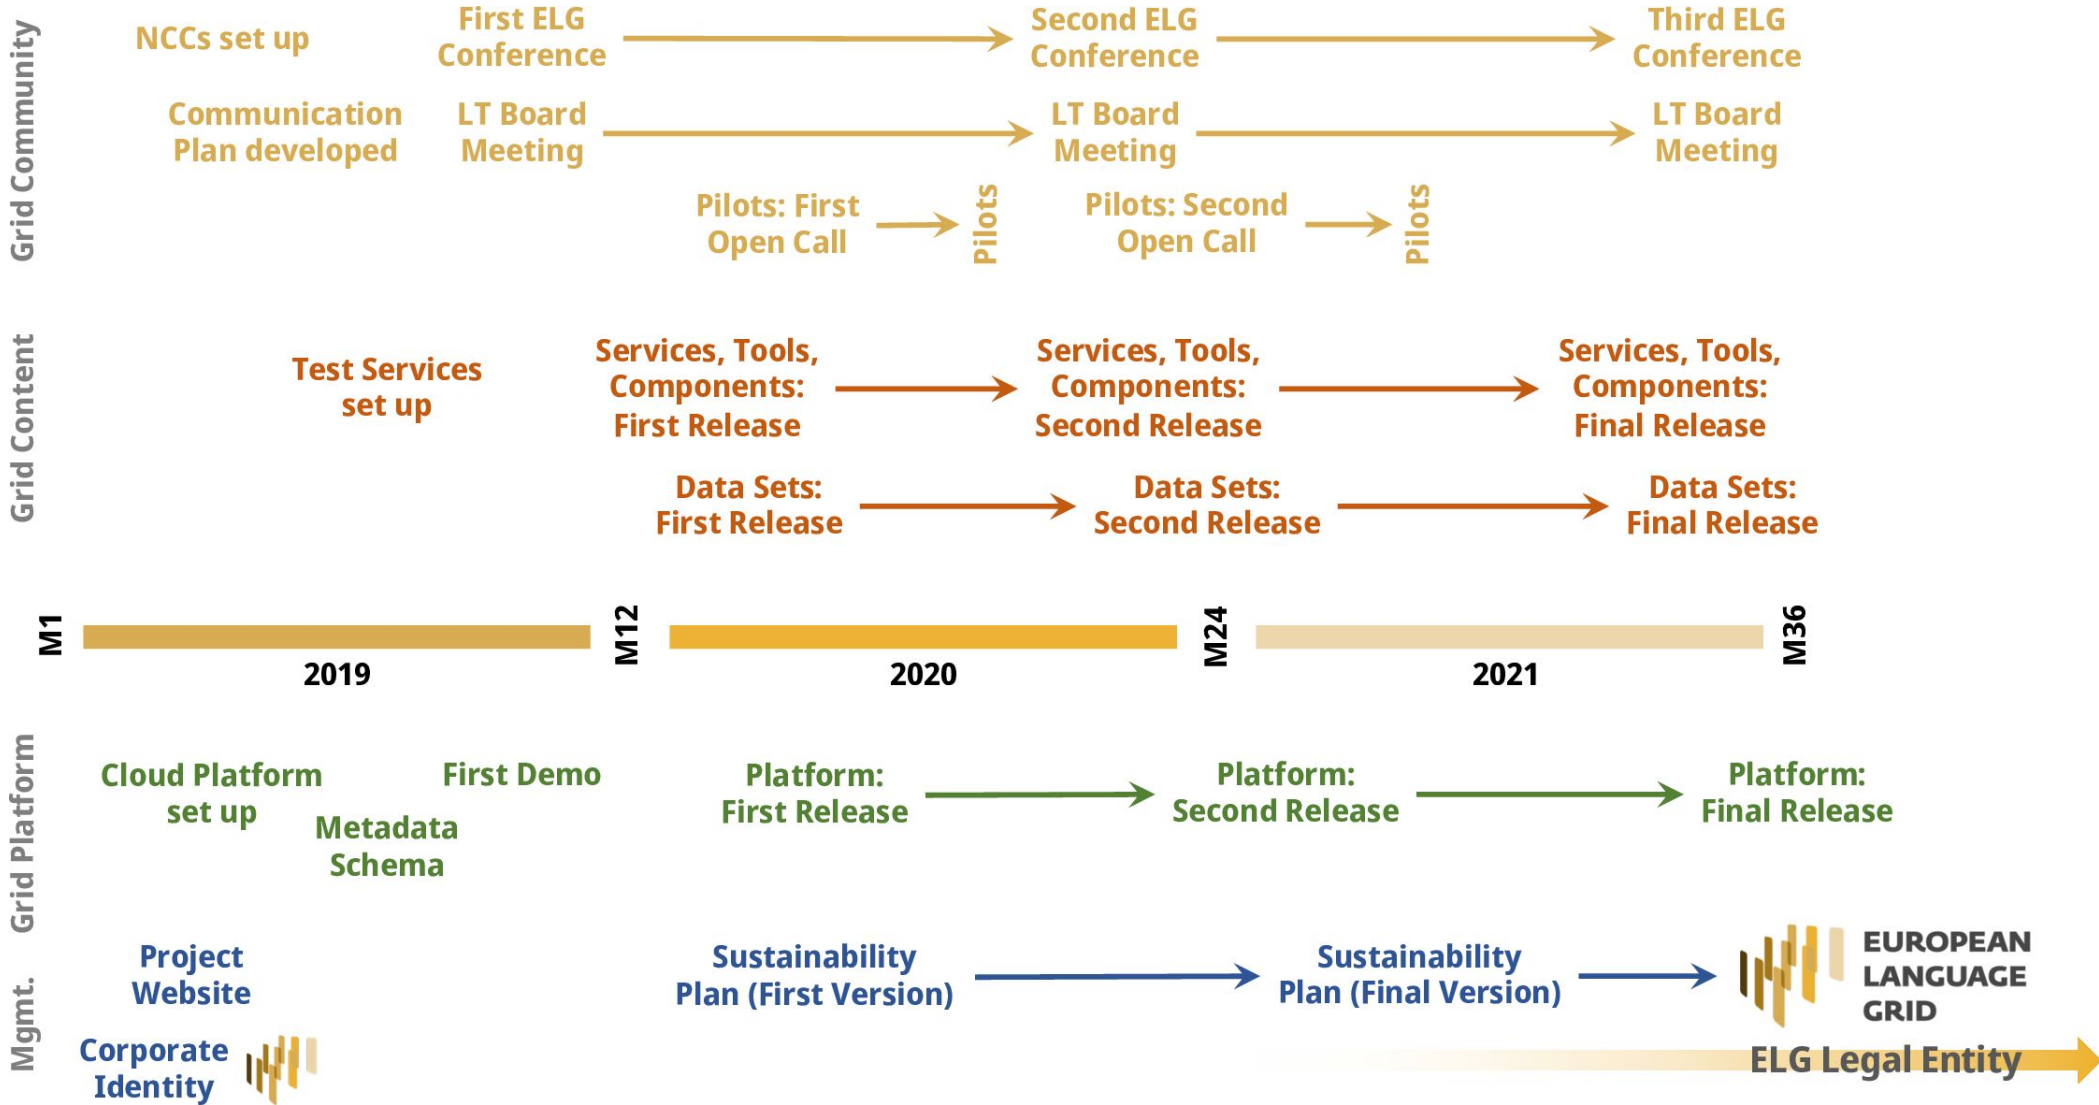 Grid Community
NCCs set up
First ELG
Conference
Second ELG
Conference
Third ELG
Conference
Communication
Plan developed
LT Board
Meeting
LT Board
Meeting
LT Board
Meeting
Pilots: First
Open Call
Pilots
Pilots: Second
Open Call
Pilots
Grid Content
Test Services
set up
Services, Tools,
Components:
First Release
Services, Tools,
Components:
Second Release
Services, Tools,
Components:
Final Release
Data Sets:
First Release
Data Sets:
Second Release
Data Sets:
Final Release
M1
M12
M24
M36
2019
2020
2021
Grid Platform
Cloud Platform
set up
Metadata
Schema
First Demo
Platform:
First Release
Platform:
Second Release
Platform:
Final Release
Mgmt.
Project
Website
Sustainability
Plan (First Version)
Sustainability
Plan (Final Version)
EUROPEAN
LANGUAGE
GRID
Corporate
Identity
ELG Legal Entity